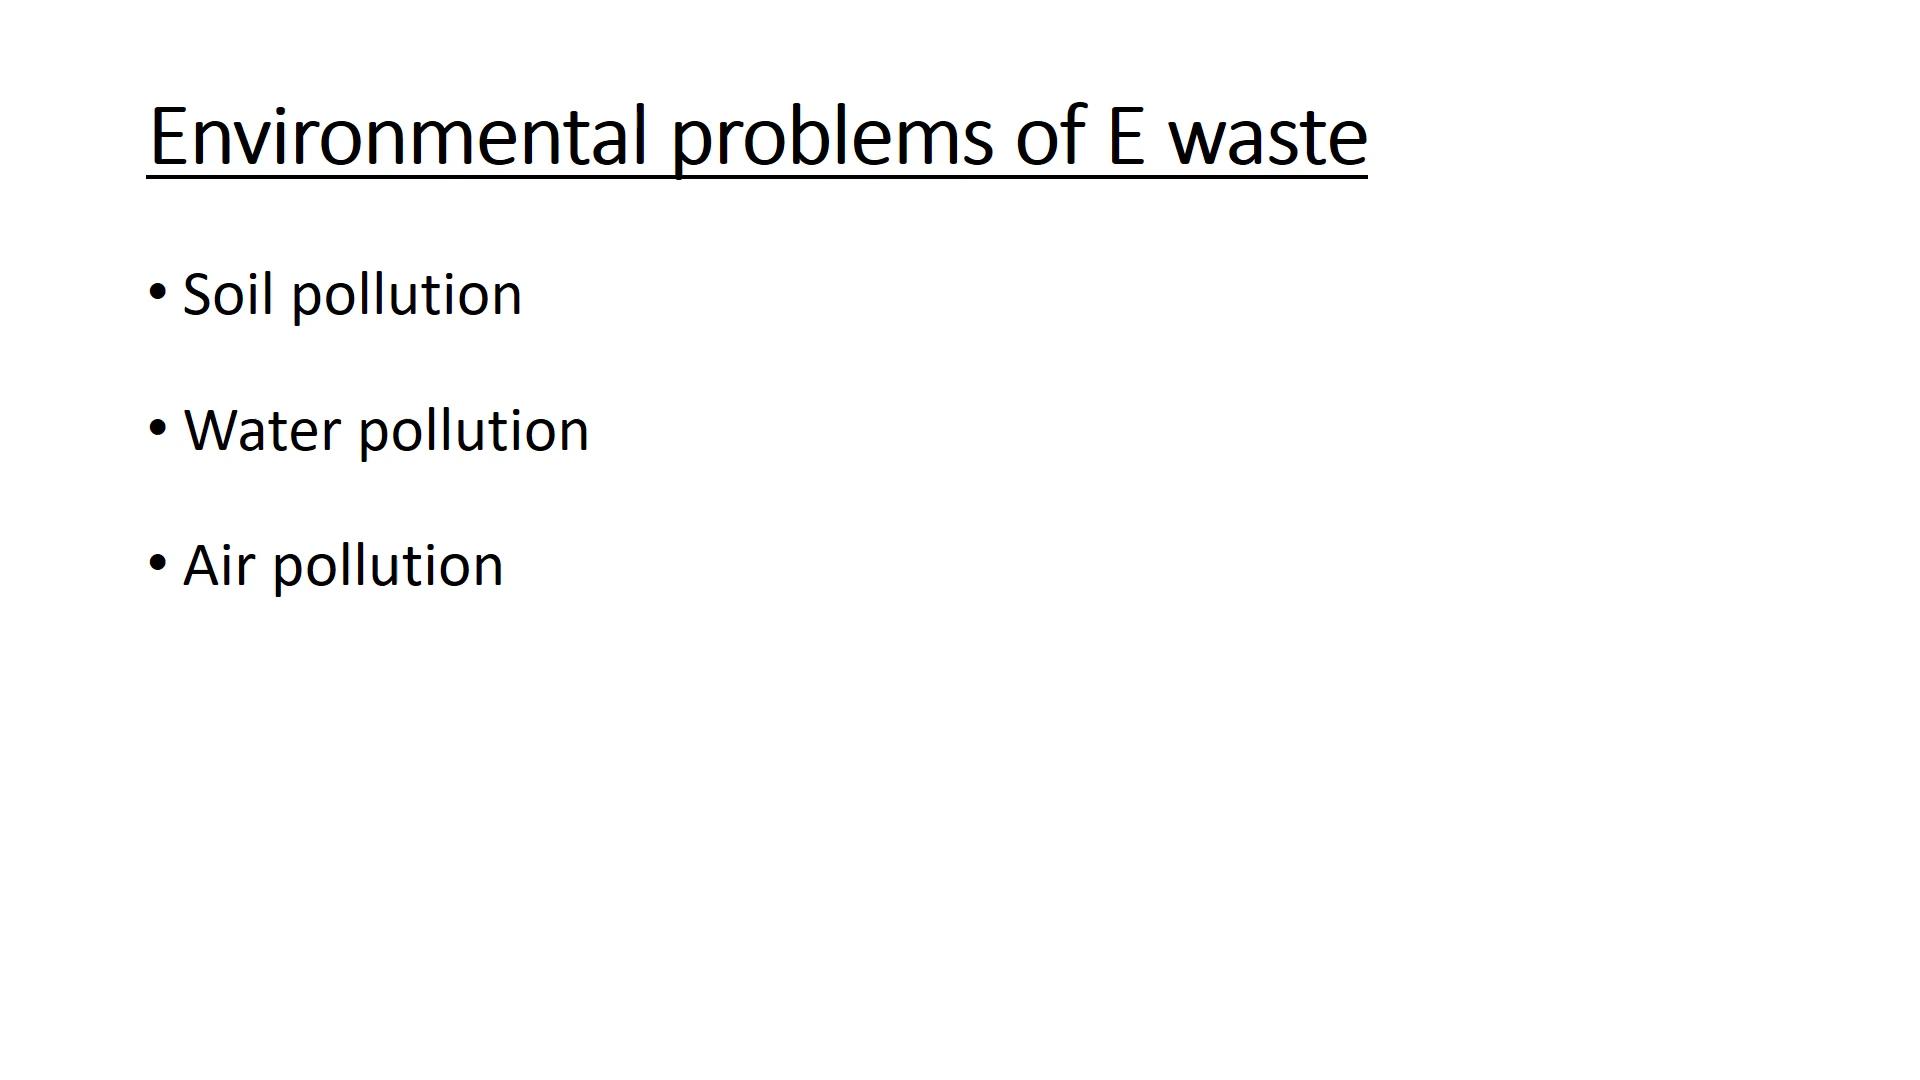 Environmental problems of E waste
• Soil pollution
• Water pollution
• Air pollution